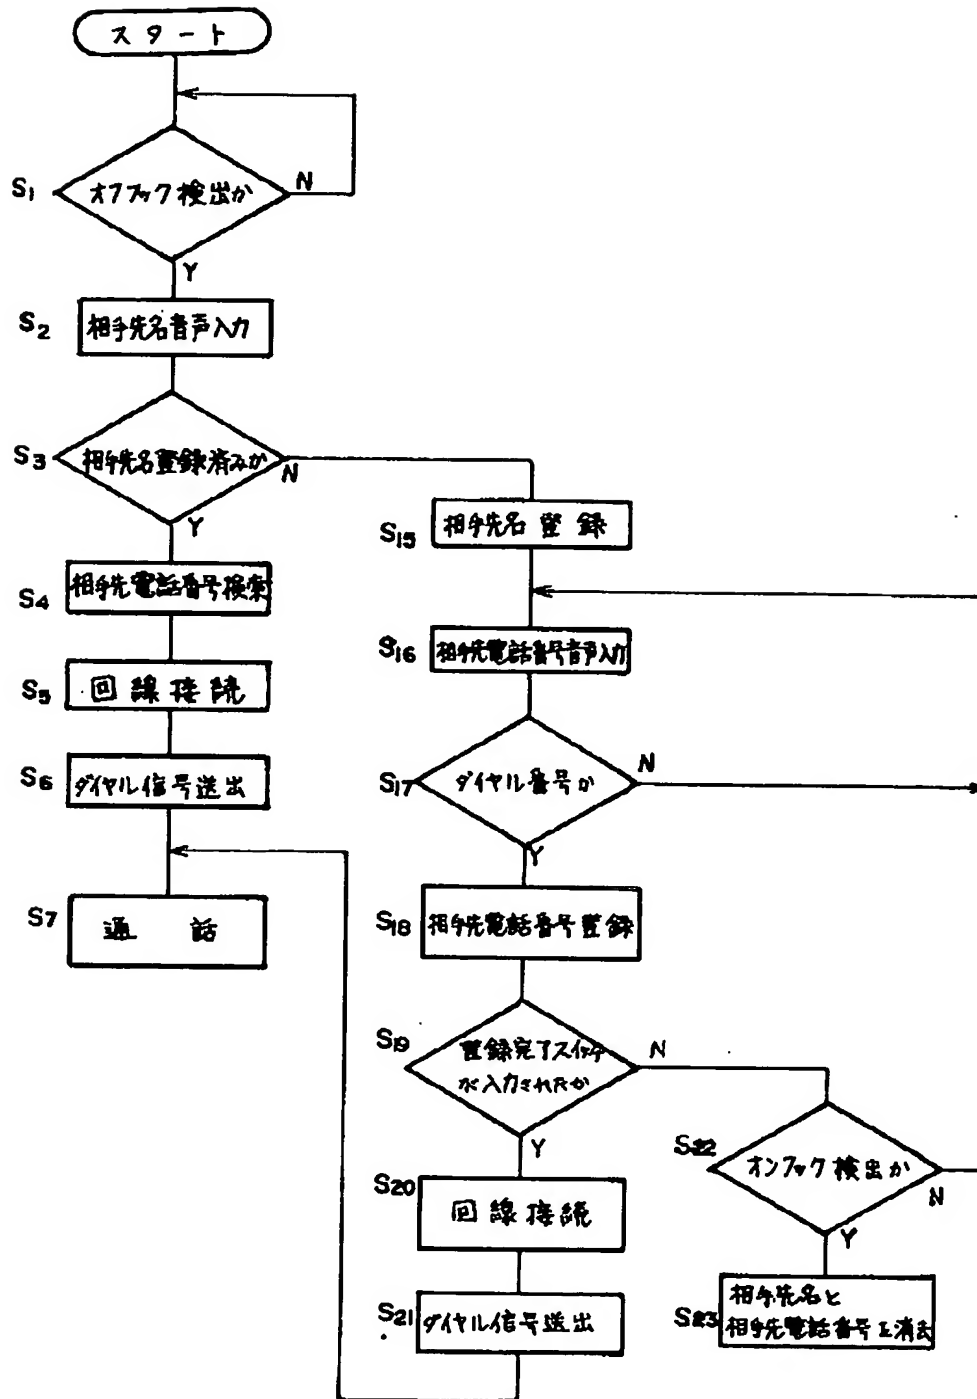 スタート
S1
オフフック検出か
N
Y
S2
相手先名音声入力
S3
相手先名登録済みか
N
Y
S4
相手先電話番号検索
S5
回線接続
S6
ダイヤル信号送出
S7
通話
S15
相手先名登録
S16
相手先電話番号音声入力
S17
ダイヤル番号か
N
Y
S18
相手先電話番号登録
S19
登録完了スイッチ
が入力されたか
N
Y
S20
回線接続
S21
ダイヤル信号送出
S22
オンフック検出か
N
Y
S23
相手先名と
相手先電話番号を消去